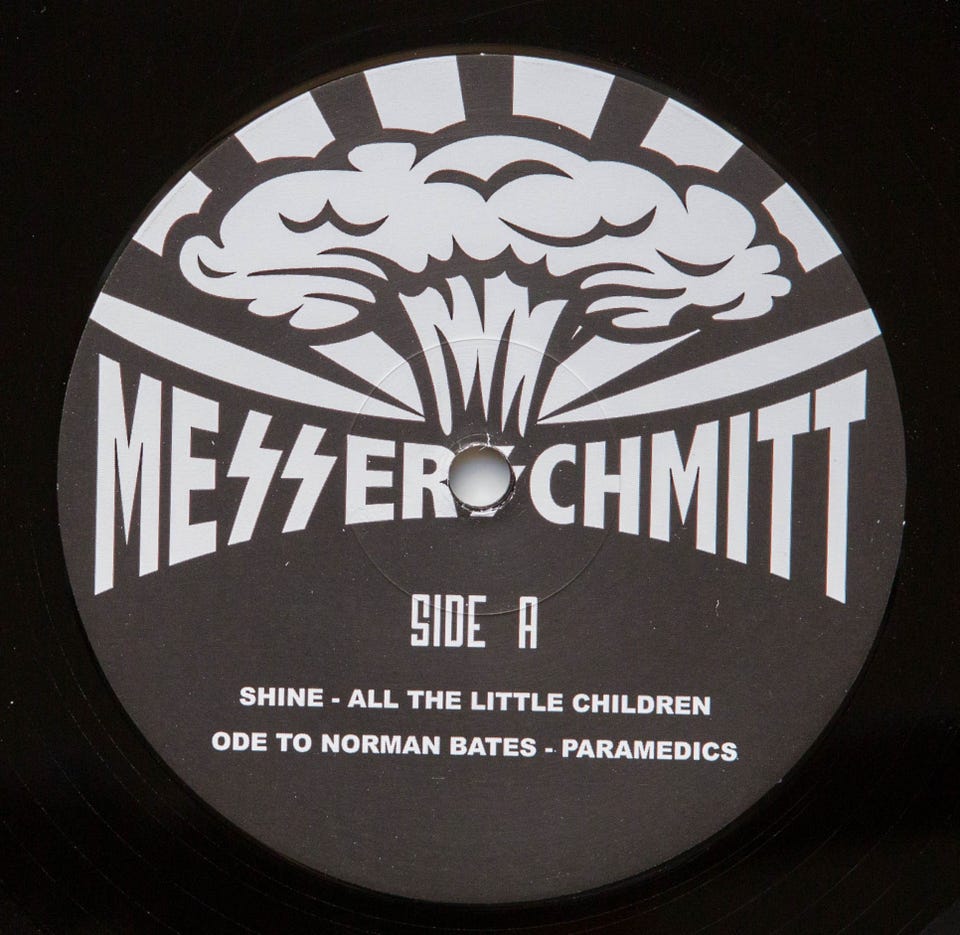 MESSERSCHMITT
SIDE A
SHINE - ALL THE LITTLE CHILDREN
ODE TO NORMAN BATES - PARAMEDICS